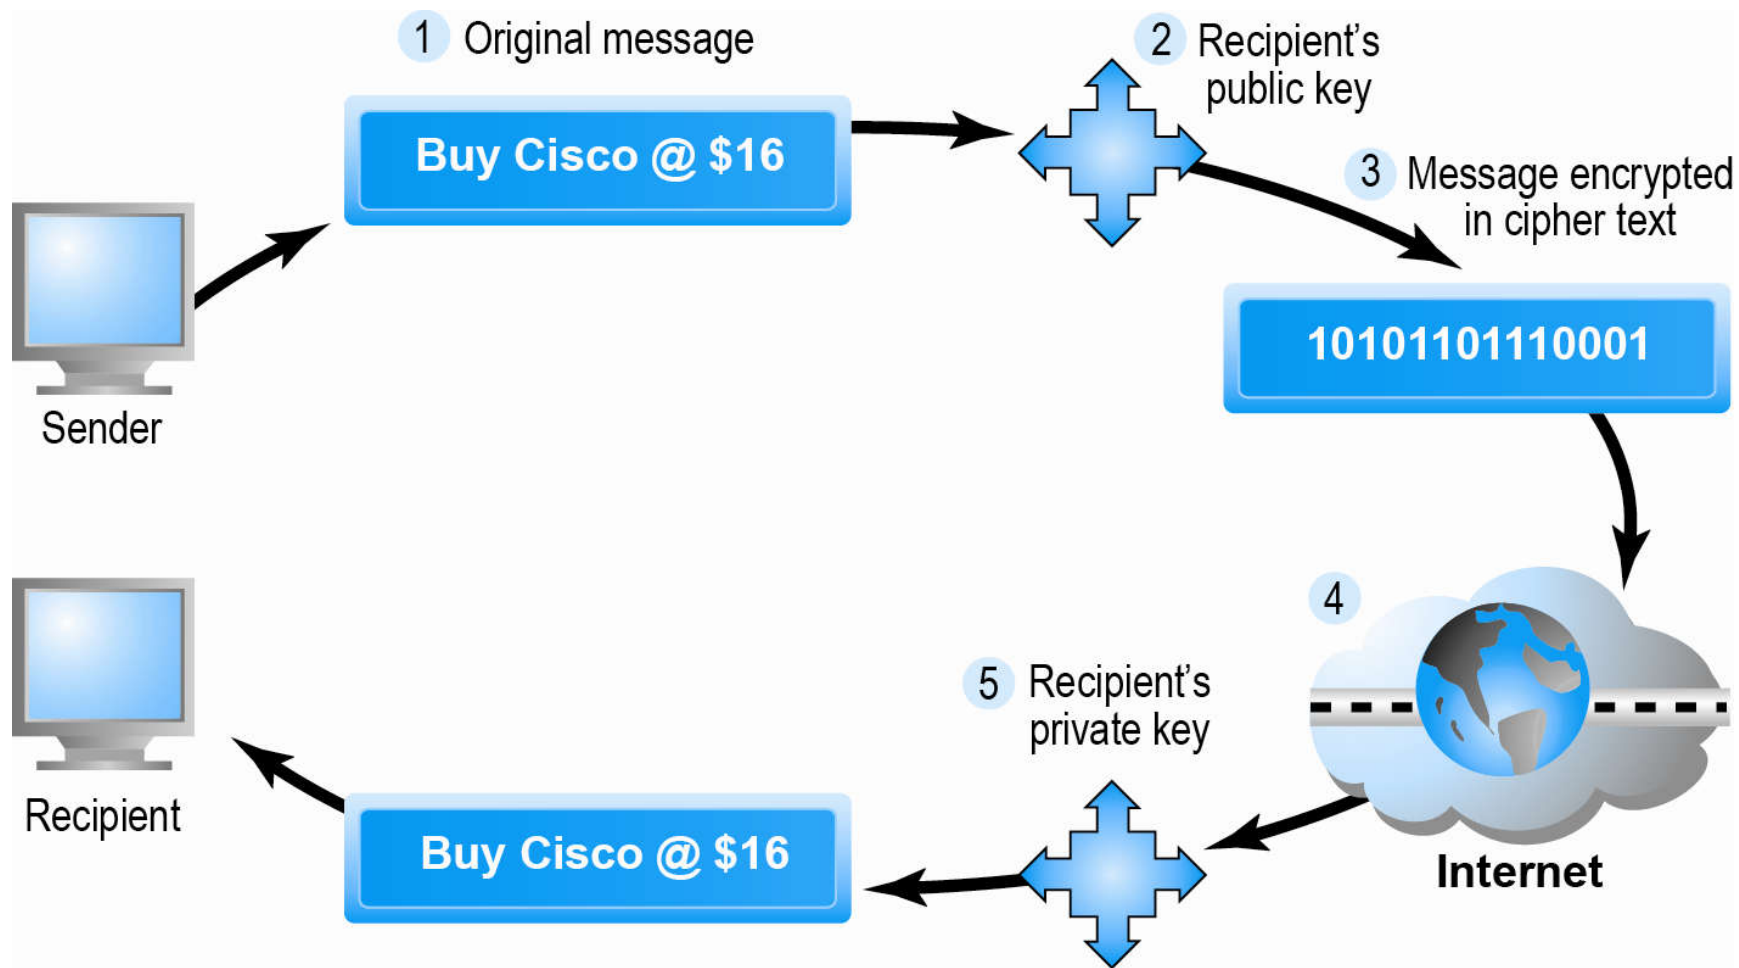 1 Original message
Buy Cisco @ $16
2 Recipient's
public key
3 Message encrypted
in cipher text
10101101110001
Sender
4
Internet
5 Recipient's
private key
Buy Cisco @ $16
Recipient